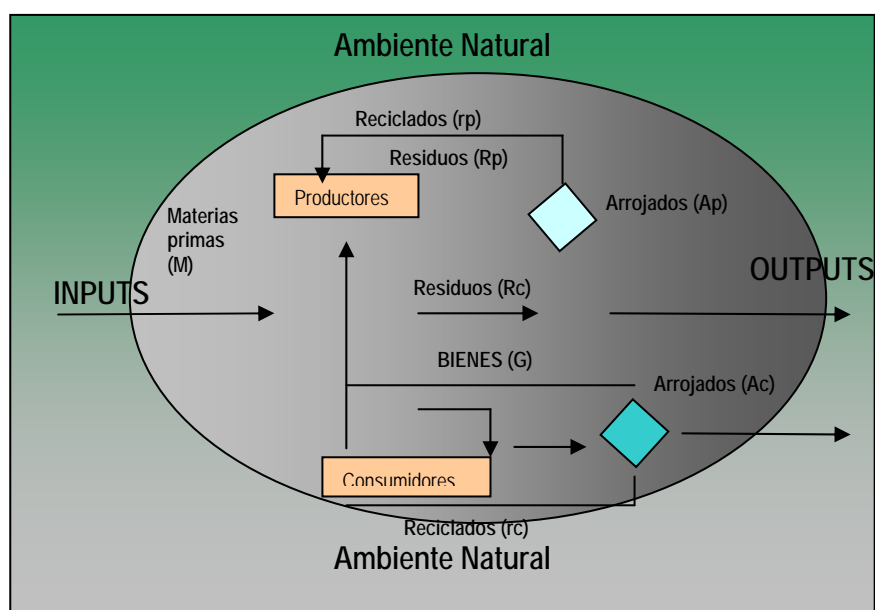 Ambiente Natural
Reciclados (rp)
Residuos (Rp)
Productores
Arrojados (Ap)
Materias
primas
(M)
INPUTS
OUTPUTS
Residuos (Rc)
BIENES (G)
Arrojados (Ac)
Consumidores
Reciclados (rc)
Ambiente Natural